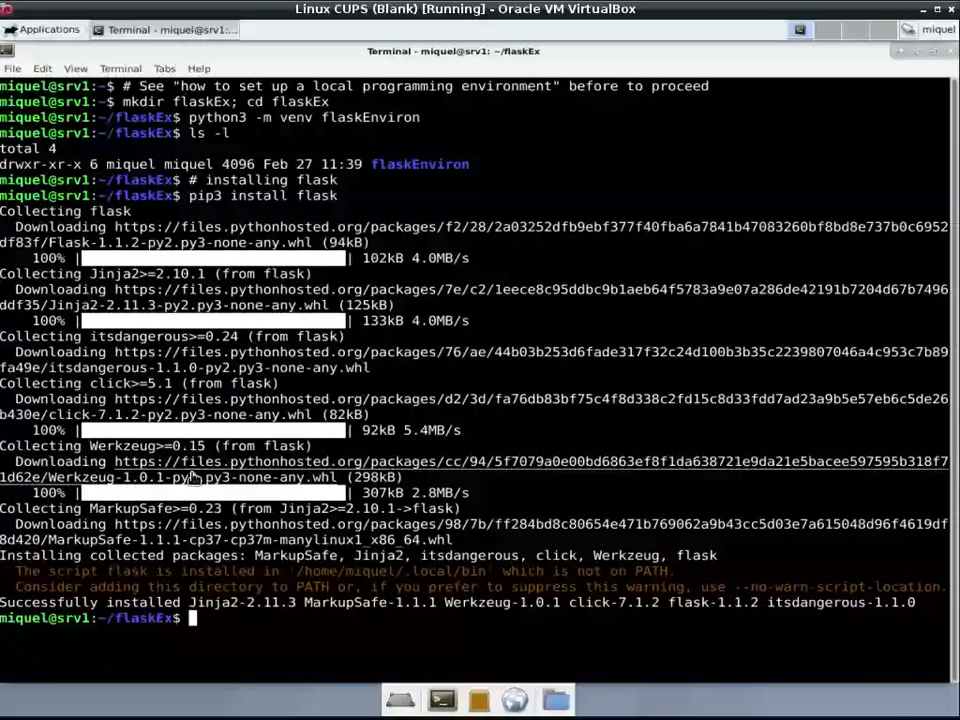 Linux CUPS (Blank) [Running] - Oracle VM VirtualBox
Applications
Terminal - miquel@srv1:...
miquel
Terminal - miquel@srv1: ~/flaskEx
File Edit View Terminal Tabs Help
miquel@srv1:~$ # See "how to set up a local programming environment" before to proceed
miquel@srv1:~$ mkdir flaskEx; cd flaskEx
miquel@srv1:~/flaskEx$ python3 -m venv flaskEnviron
miquel@srv1:~/flaskEx$ ls -l
total 4
drwxr-xr-x 6 miquel miquel 4096 Feb 27 11:39 flaskEnviron
miquel@srv1:~/flaskEx$ # installing flask
miquel@srv1:~/flaskEx$ pip3 install flask
Collecting flask
Downloading https://files.pythonhosted.org/packages/f2/28/2a03252dfb9ebf377f40fba6a7841b47083260bf8bd8e737b0c6952
df83f/Flask-1.1.2-py2.py3-none-any.whl (94kB)
100% | | 102kB 4.0MB/s
Collecting Jinja2>=2.10.1 (from flask)
Downloading https://files.pythonhosted.org/packages/7e/c2/1eece8c95ddbc9b1aeb64f5783a9e07a286de42191b7204d67b7496
ddf35/Jinja2-2.11.3-py2.py3-none-any.whl (125kB)
100% | | 133kB 4.0MB/s
Collecting itsdangerous>=0.24 (from flask)
Downloading https://files.pythonhosted.org/packages/76/ae/44b03b253d6fade317f32c24d100b3b35c2239807046a4c953c7b89
fa49e/itsdangerous-1.1.0-py2.py3-none-any.whl
Collecting click>=5.1 (from flask)
Downloading https://files.pythonhosted.org/packages/d2/3d/fa76db83bf75c4f8d338c2fd15c8d33fdd7ad23a9b5e57eb6c5de26
b430e/click-7.1.2-py2.py3-none-any.whl (82kB)
100% | | 92kB 5.4MB/s
Collecting Werkzeug>=0.15 (from flask)
Downloading https://files.pythonhosted.org/packages/cc/94/5f7079a0e00bd6863ef8f1da638721e9da21e5bacee597595b318f7
1d62e/Werkzeug-1.0.1-py2.py3-none-any.whl (298kB)
100% | | 307kB 2.8MB/s
Collecting MarkupSafe>=0.23 (from Jinja2>=2.10.1->flask)
Downloading https://files.pythonhosted.org/packages/98/7b/ff284bd8c80654e471b769062a9b43cc5d03e7a615048d96f4619df
8d420/MarkupSafe-1.1.1-cp37-cp37m-manylinux1_x86_64.whl
Installing collected packages: MarkupSafe, Jinja2, itsdangerous, click, Werkzeug, flask
The script flask is installed in '/home/miquel/.local/bin' which is not on PATH.
Consider adding this directory to PATH or, if you prefer to suppress this warning, use --no-warn-script-location.
Successfully installed Jinja2-2.11.3 MarkupSafe-1.1.1 Werkzeug-1.0.1 click-7.1.2 flask-1.1.2 itsdangerous-1.1.0
miquel@srv1:~/flaskEx$